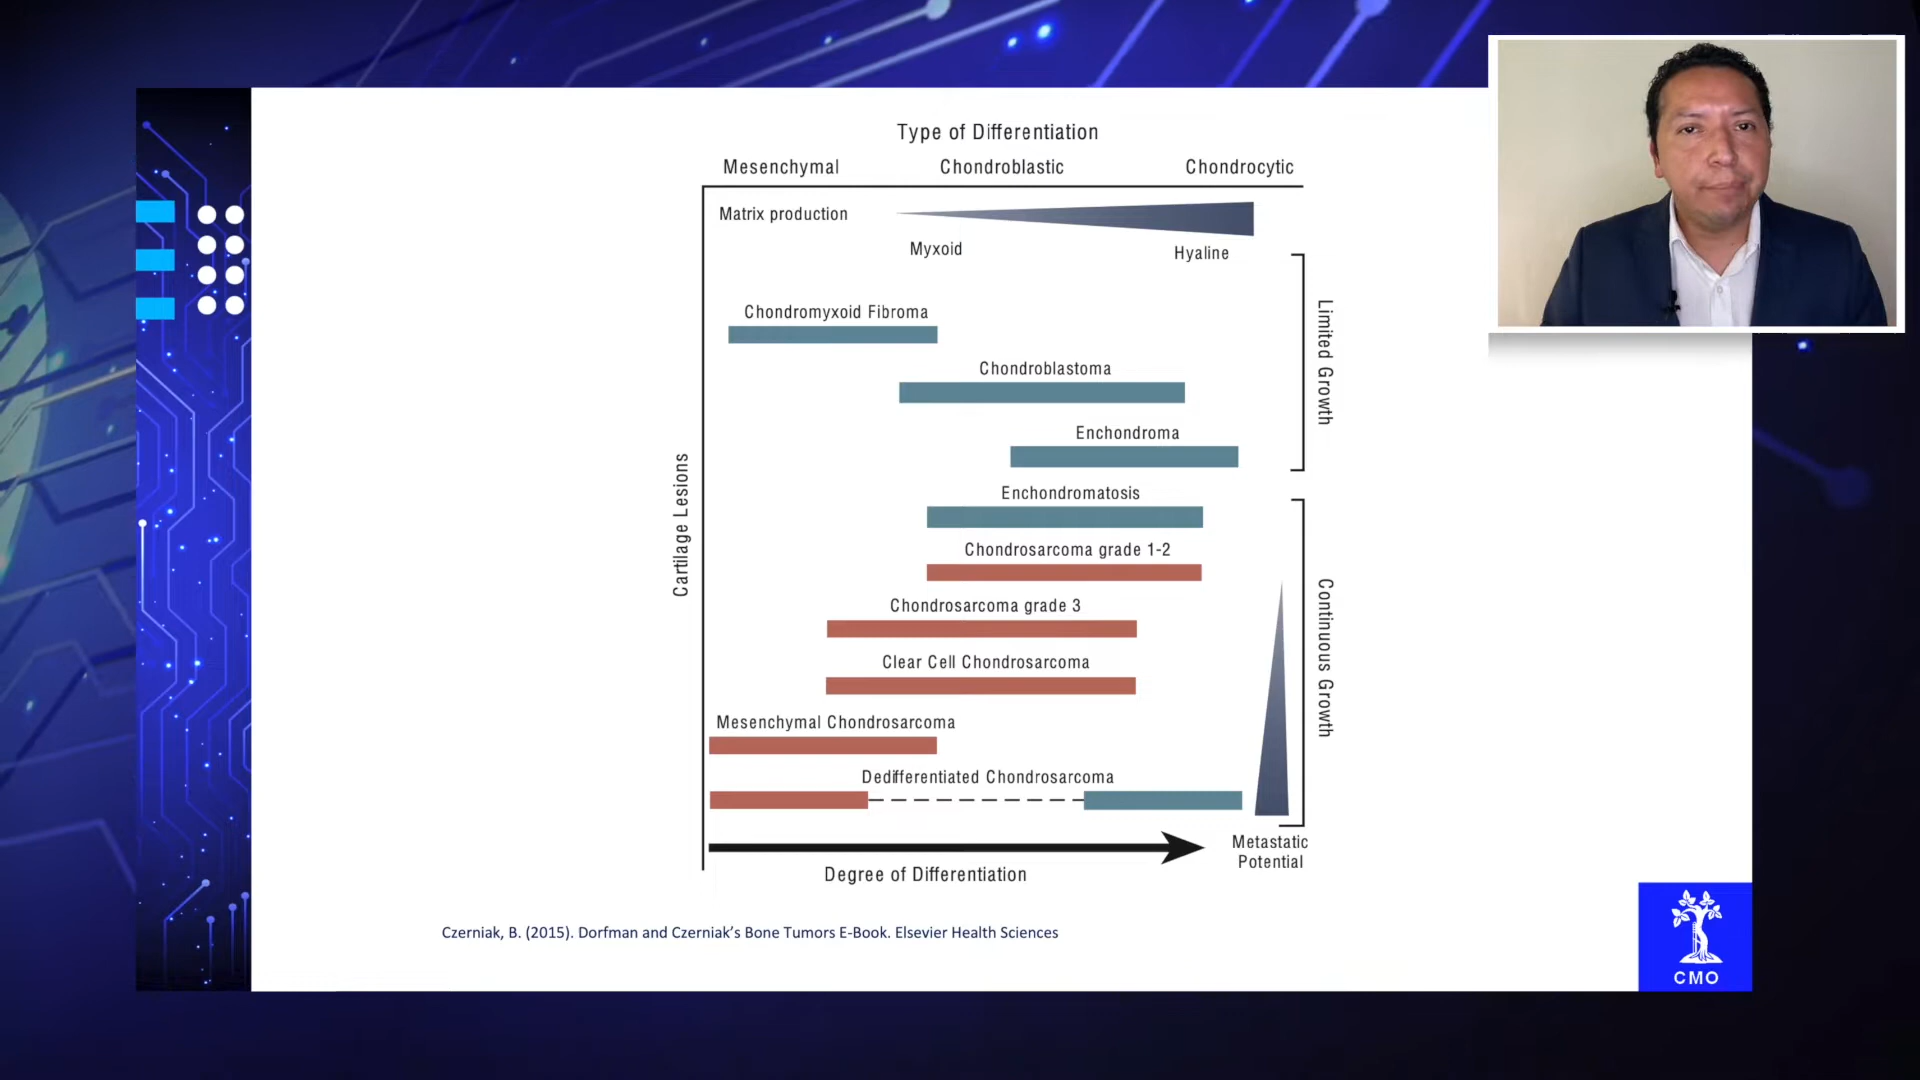 Type of Differentiation
Mesenchymal Chondroblastic Chondrocytic
Matrix production
Myxoid Hyaline
Chondromyxoid Fibroma
Chondroblastoma
Enchondroma
Enchondromatosis
Chondrosarcoma grade 1-2
Chondrosarcoma grade 3
Clear Cell Chondrosarcoma
Mesenchymal Chondrosarcoma
Dedifferentiated Chondrosarcoma
Degree of Differentiation
Cartilage Lesions
Limited Growth
Continuous Growth
Metastatic
Potential
Czerniak, B. (2015). Dorfman and Czerniak’s Bone Tumors E-Book. Elsevier Health Sciences
CMO